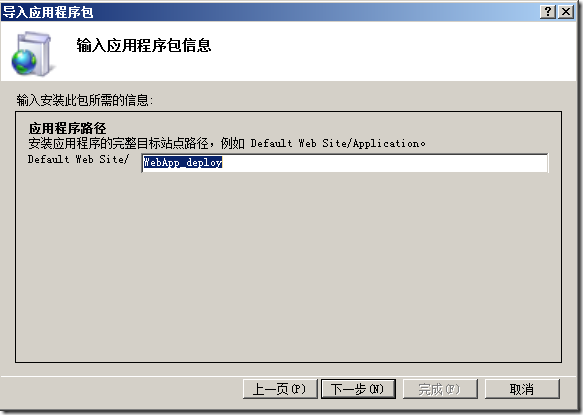 导入应用程序包
输入应用程序包信息
输入安装此包所需的信息:
应用程序路径
安装应用程序的完整目标站点路径，例如 Default Web Site/Application。
Default Web Site/ WebApp_deploy
上一页(P) 下一步(N) 完成(F) 取消